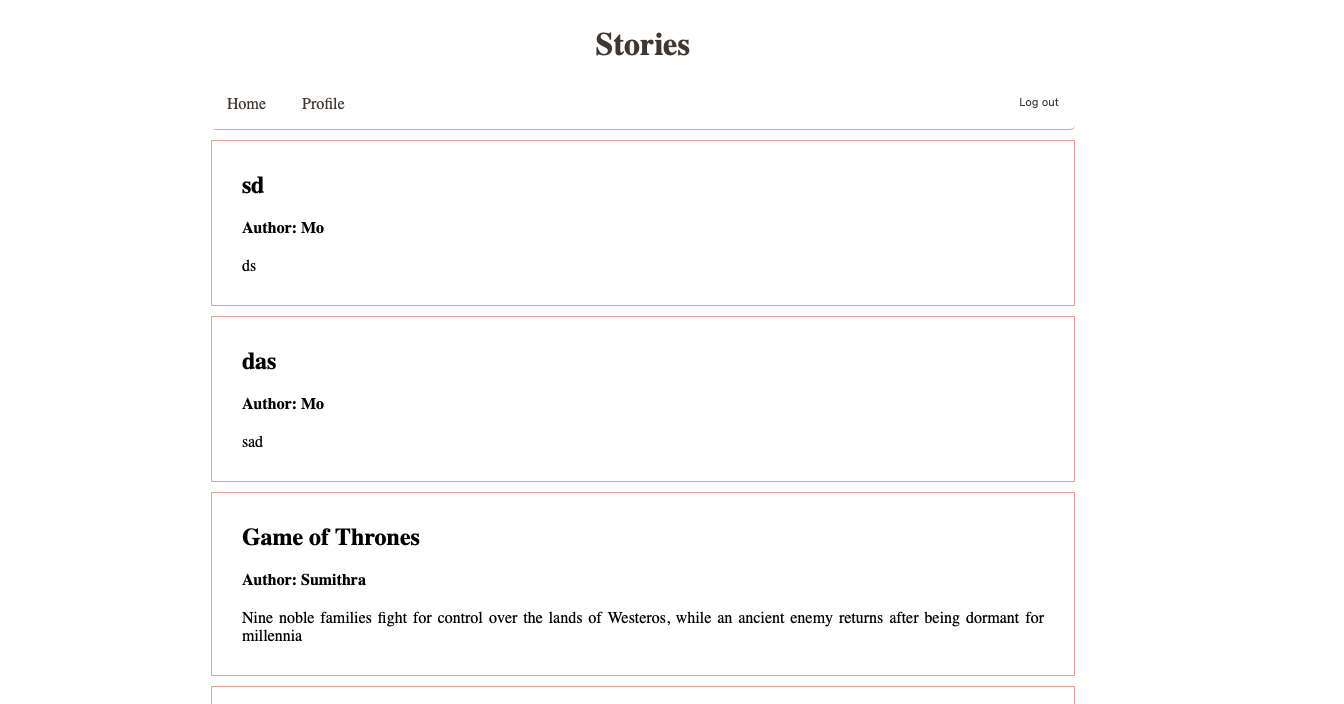 Stories
Home Profile Log out
sd
Author: Mo
ds
das
Author: Mo
sad
Game of Thrones
Author: Sumithra
Nine noble families fight for control over the lands of Westeros, while an ancient enemy returns after being dormant for
millennia